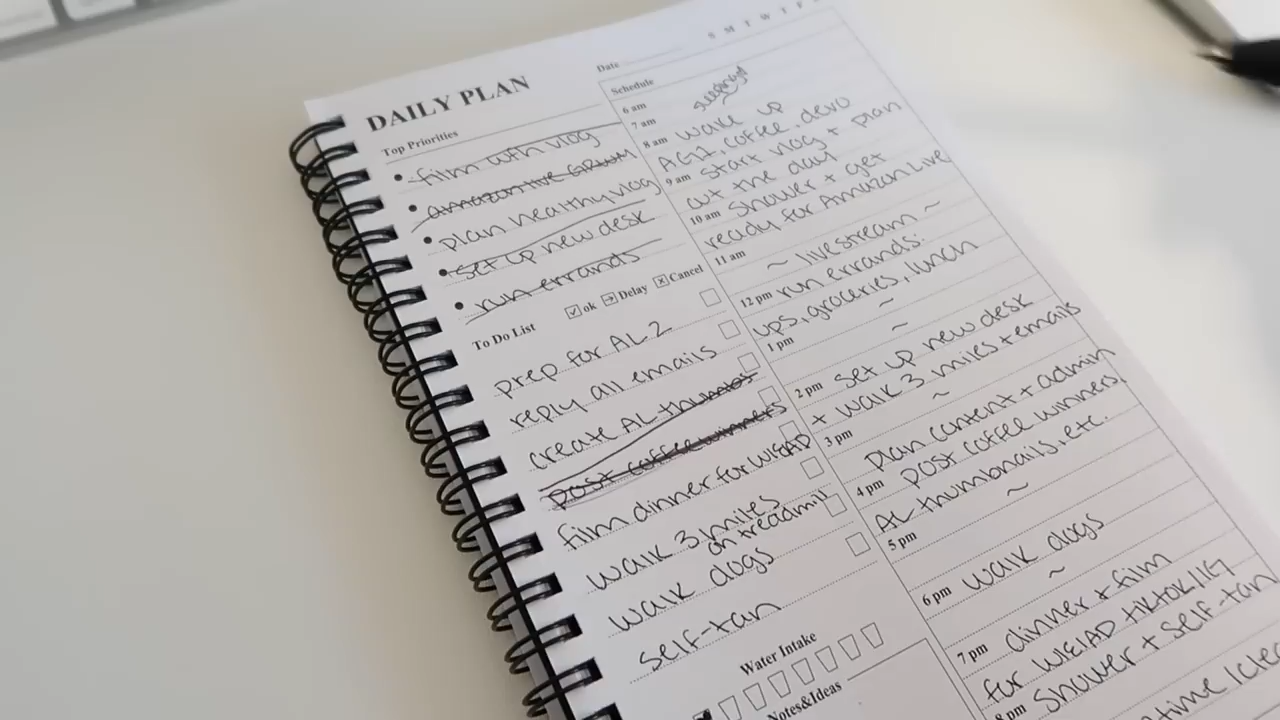 DAILY PLAN
Top Priorities
film wth vlog
amazon live GRWM
plan healthy vlog
set up new desk
run errands
ok Delay Cancel
To Do List
prep for AL 2
reply all emails
create AL thumbs
post coffee winners
film dinner for WIEIAD
walk 3 miles
on treadmill
walk dogs
self-tan
Water Intake
Notes&Ideas
Date
S M T W T F
Schedule
6 am
7 am
8 am wake up
AG1, coffee, devo
9 am start vlog + plan
out the day
10 am shower + get
ready for Amazon Live
11 am
~ livestream ~
12 pm run errands:
ups, groceries, lunch
1 pm ~
~
2 pm set up new desk
+ walk 3 miles + emails
3 pm ~
plan content + admin
4 pm post coffee winners,
AL thumbnails, etc.
5 pm ~
6 pm walk dogs
~
7 pm dinner + film
for WIEIAD tiktok/IG
8 pm shower + self-tan